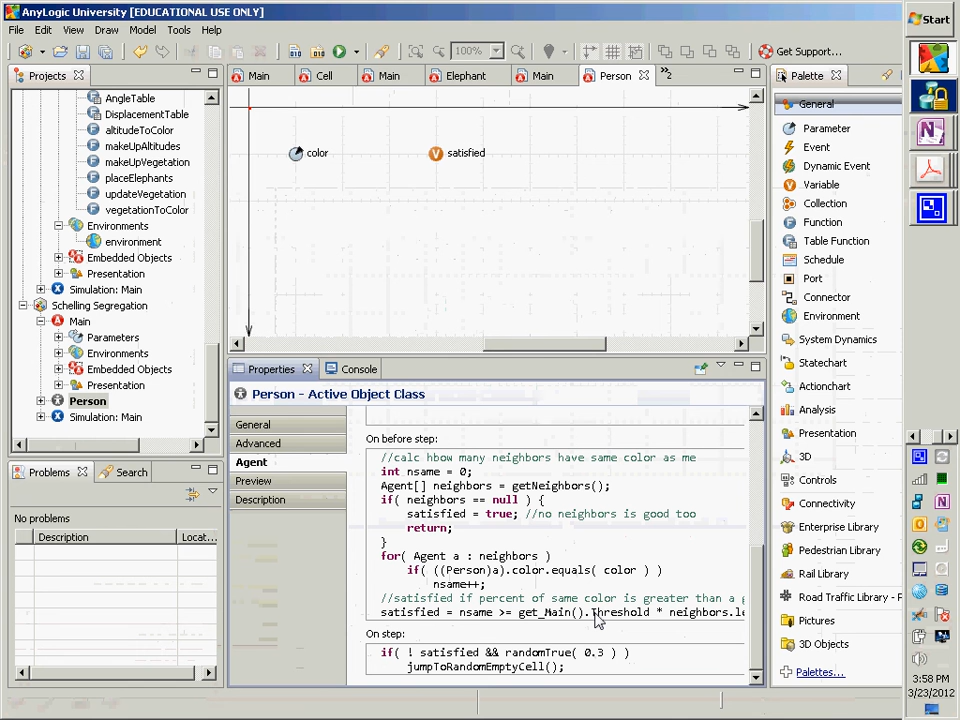 AnyLogic University [EDUCATIONAL USE ONLY]
Start
File Edit View Draw Model Tools Help
100% Get Support...
Projects
Main Cell Main Elephant Main Person 2
Palette
AngleTable
DisplacementTable
altitudeToColor
makeUpAltitudes
makeUpVegetation
placeElephants
updateVegetation
vegetationToColor
Environments
environment
Embedded Objects
Presentation
Simulation: Main
Schelling Segregation
Main
Parameters
Environments
Embedded Objects
Presentation
Person
Simulation: Main
color satisfied
General
Parameter
Event
Dynamic Event
Variable
Collection
Function
Table Function
Schedule
Port
Connector
Environment
System Dynamics
Statechart
Actionchart
Analysis
Presentation
3D
Controls
Connectivity
Enterprise Library
Pedestrian Library
Rail Library
Road Traffic Library - F
Pictures
3D Objects
Palettes...
Properties Console
Person - Active Object Class
General
Advanced
Agent
Preview
Description
On before step:
//calc hbow many neighbors have same color as me
int nsame = 0;
Agent[] neighbors = getNeighbors();
if( neighbors == null ) {
satisfied = true; //no neighbors is good too
return;
}
for( Agent a : neighbors )
if( ((Person)a).color.equals( color ) )
nsame++;
//satisfied if percent of same color is greater than a g
satisfied = nsame >= get_Main().Threshold * neighbors.le
On step:
if( ! satisfied && randomTrue( 0.3 ) )
jumpToRandomEmptyCell();
Problems Search
No problems
Description Locat...
3:58 PM
3/23/2012